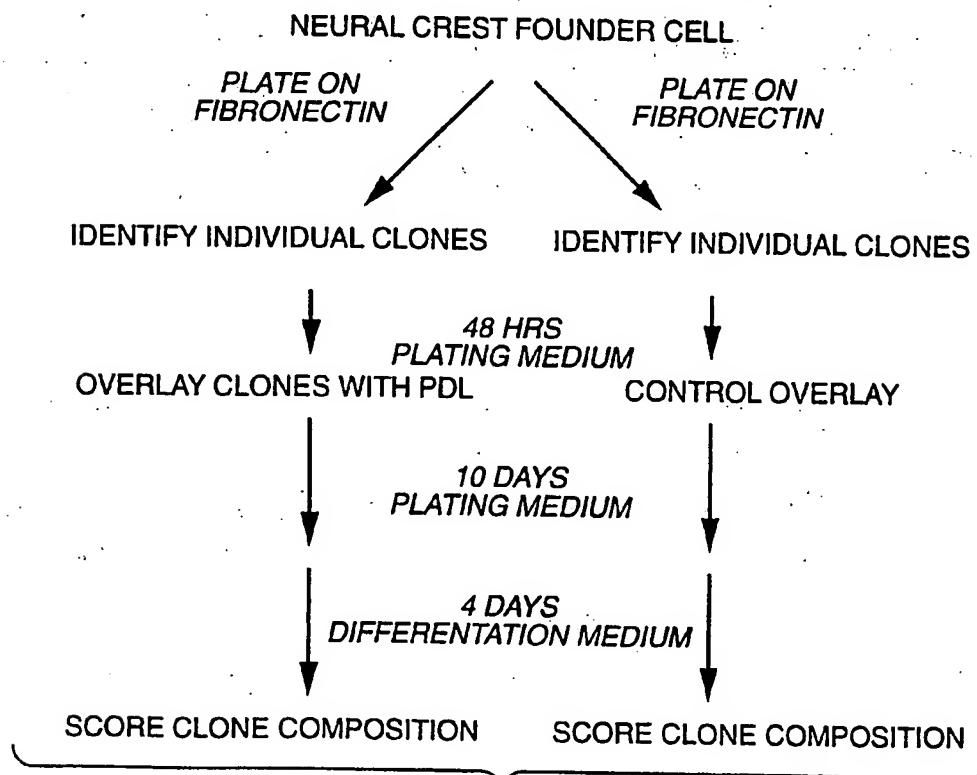 NEURAL CREST FOUNDER CELL
PLATE ON
FIBRONECTIN
PLATE ON
FIBRONECTIN
IDENTIFY INDIVIDUAL CLONES
IDENTIFY INDIVIDUAL CLONES
48 HRS
PLATING MEDIUM
OVERLAY CLONES WITH PDL
CONTROL OVERLAY
10 DAYS
PLATING MEDIUM
4 DAYS
DIFFERENTATION MEDIUM
SCORE CLONE COMPOSITION
SCORE CLONE COMPOSITION